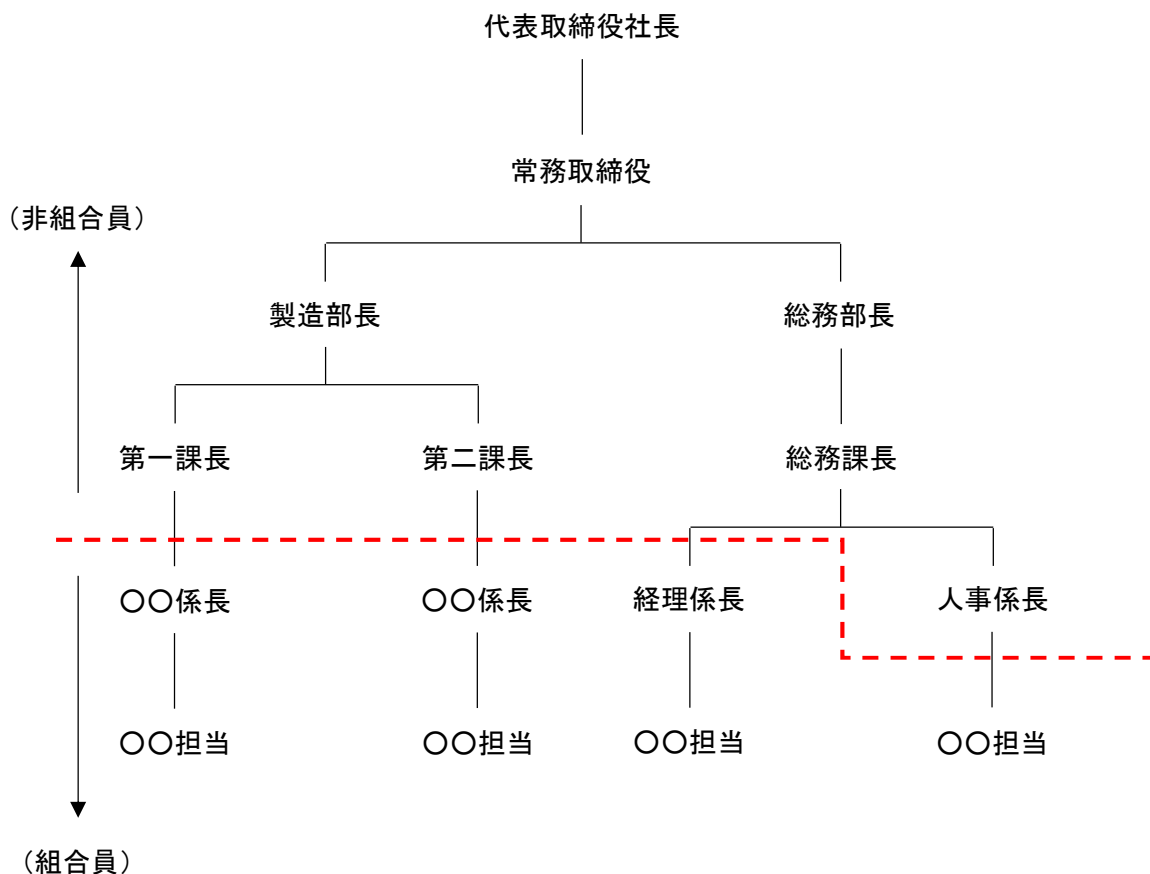 代表取締役社長
常務取締役
（非組合員）
製造部長 総務部長
第一課長 第二課長 総務課長
〇〇係長 〇〇係長 経理係長 人事係長
〇〇担当 〇〇担当 〇〇担当 〇〇担当
（組合員）